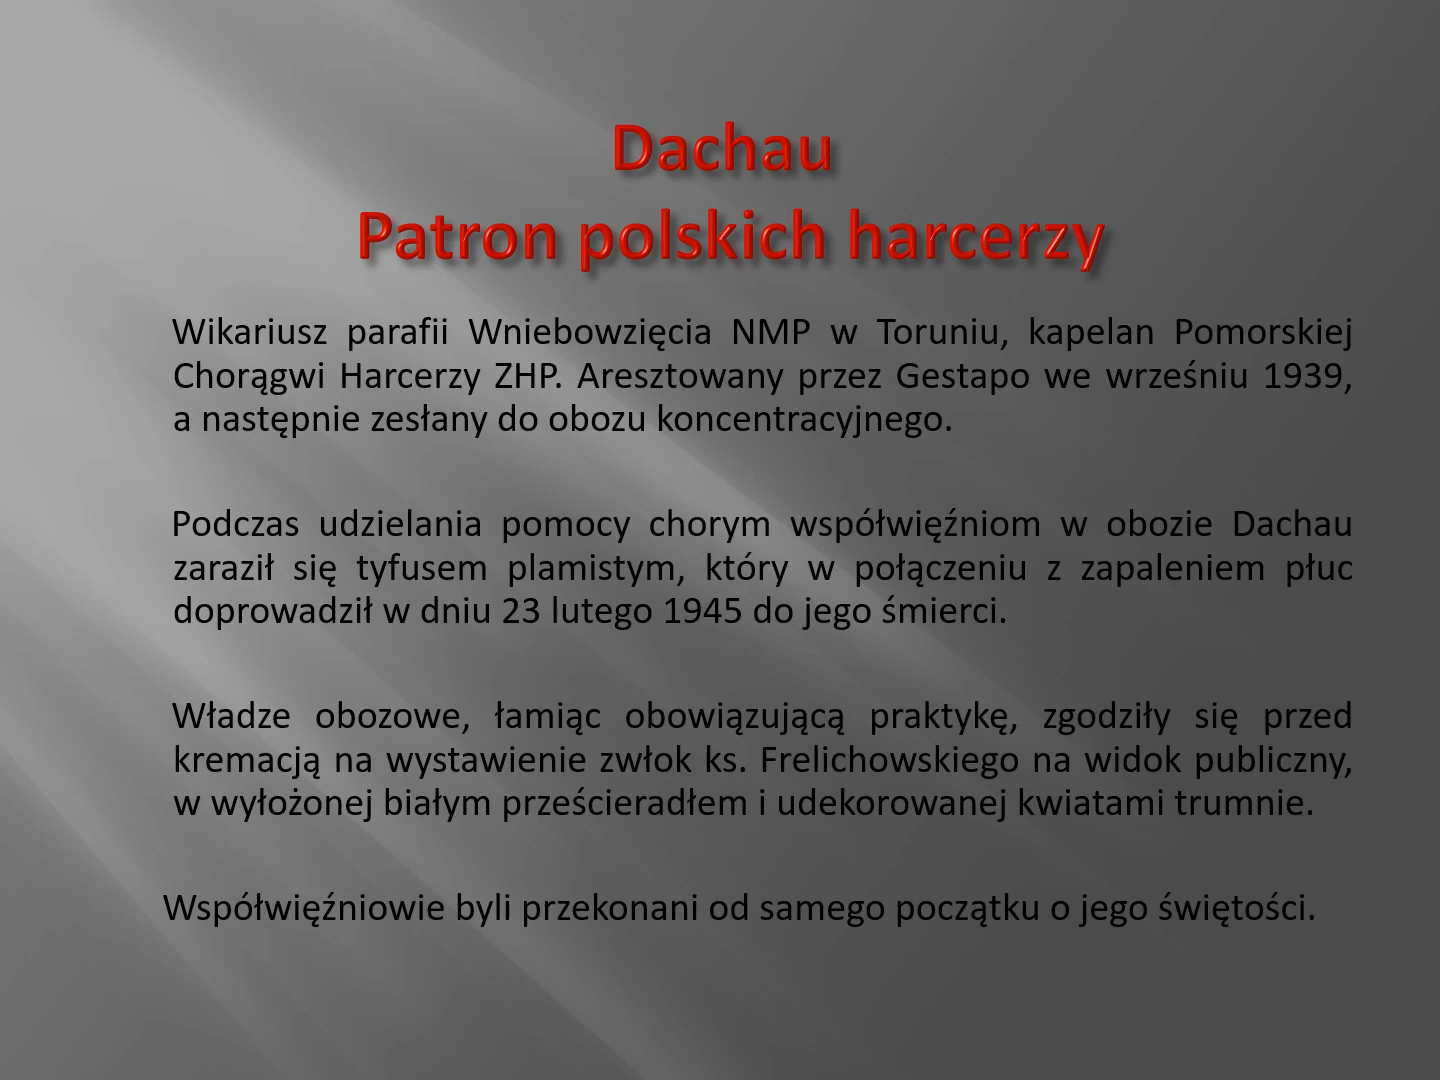 Dachau
Patron polskich harcerzy
Wikariusz parafii Wniebowzięcia NMP w Toruniu, kapelan Pomorskiej
Chorągwi Harcerzy ZHP. Aresztowany przez Gestapo we wrześniu 1939,
a następnie zesłany do obozu koncentracyjnego.
Podczas udzielania pomocy chorym współwięźniom w obozie Dachau
zaraził się tyfusem plamistym, który w połączeniu z zapaleniem płuc
doprowadził w dniu 23 lutego 1945 do jego śmierci.
Władze obozowe, łamiąc obowiązującą praktykę, zgodziły się przed
kremacją na wystawienie zwłok ks. Frelichowskiego na widok publiczny,
w wyłożonej białym prześcieradłem i udekorowanej kwiatami trumnie.
Współwięźniowie byli przekonani od samego początku o jego świętości.